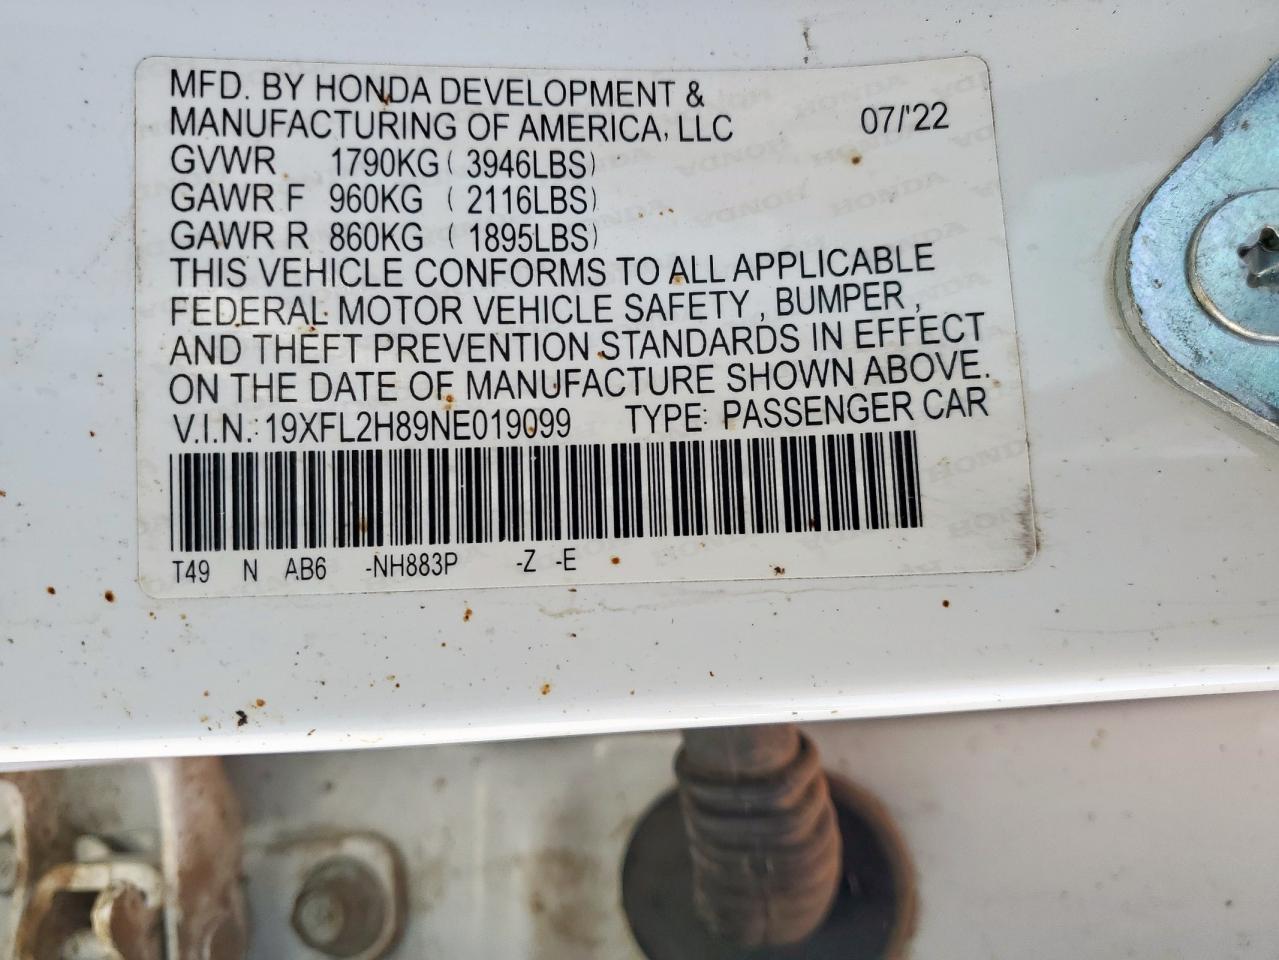 MFD. BY HONDA DEVELOPMENT &
MANUFACTURING OF AMERICA, LLC 07/'22
GVWR 1790KG ( 3946LBS)
GAWR F 960KG ( 2116LBS)
GAWR R 860KG ( 1895LBS)
THIS VEHICLE CONFORMS TO ALL APPLICABLE
FEDERAL MOTOR VEHICLE SAFETY , BUMPER ,
AND THEFT PREVENTION STANDARDS IN EFFECT
ON THE DATE OF MANUFACTURE SHOWN ABOVE.
V.I.N.: 19XFL2H89NE019099 TYPE: PASSENGER CAR
T49 N AB6 -NH883P -Z -E